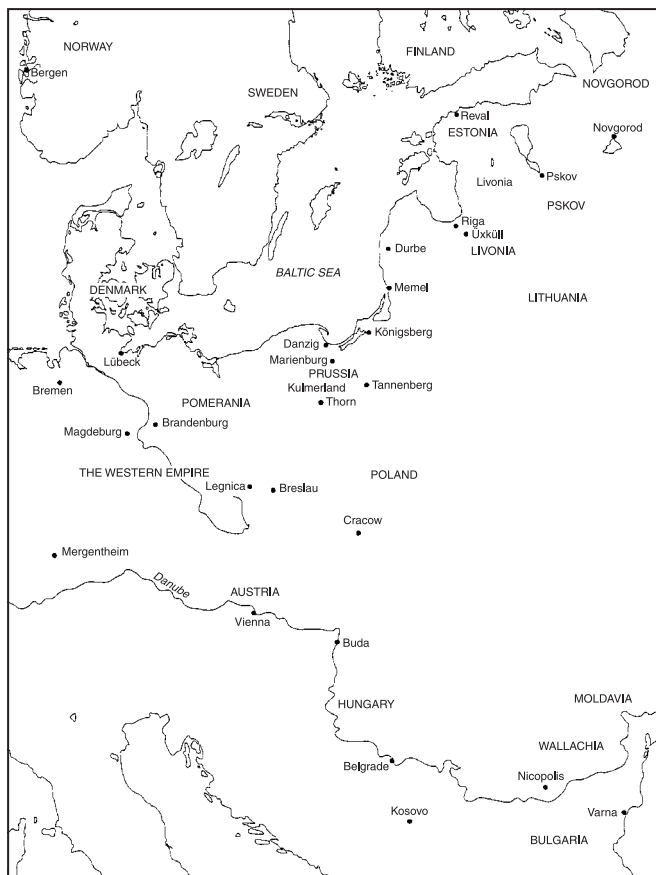 NORWAY
FINLAND
Bergen
NOVGOROD
SWEDEN
Reval
ESTONIA
Novgorod
Livonia
Pskov
PSKOV
Riga
Uxküll
Durbe
LIVONIA
BALTIC SEA
DENMARK
Memel
LITHUANIA
Königsberg
Danzig
Lübeck
Marienburg
PRUSSIA
Bremen
Kulmerland
Tannenberg
POMERANIA
Thorn
Brandenburg
Magdeburg
THE WESTERN EMPIRE
POLAND
Legnica
Breslau
Cracow
Mergentheim
Danube
AUSTRIA
Vienna
Buda
HUNGARY
MOLDAVIA
WALLACHIA
Belgrade
Nicopolis
Kosovo
Varna
BULGARIA